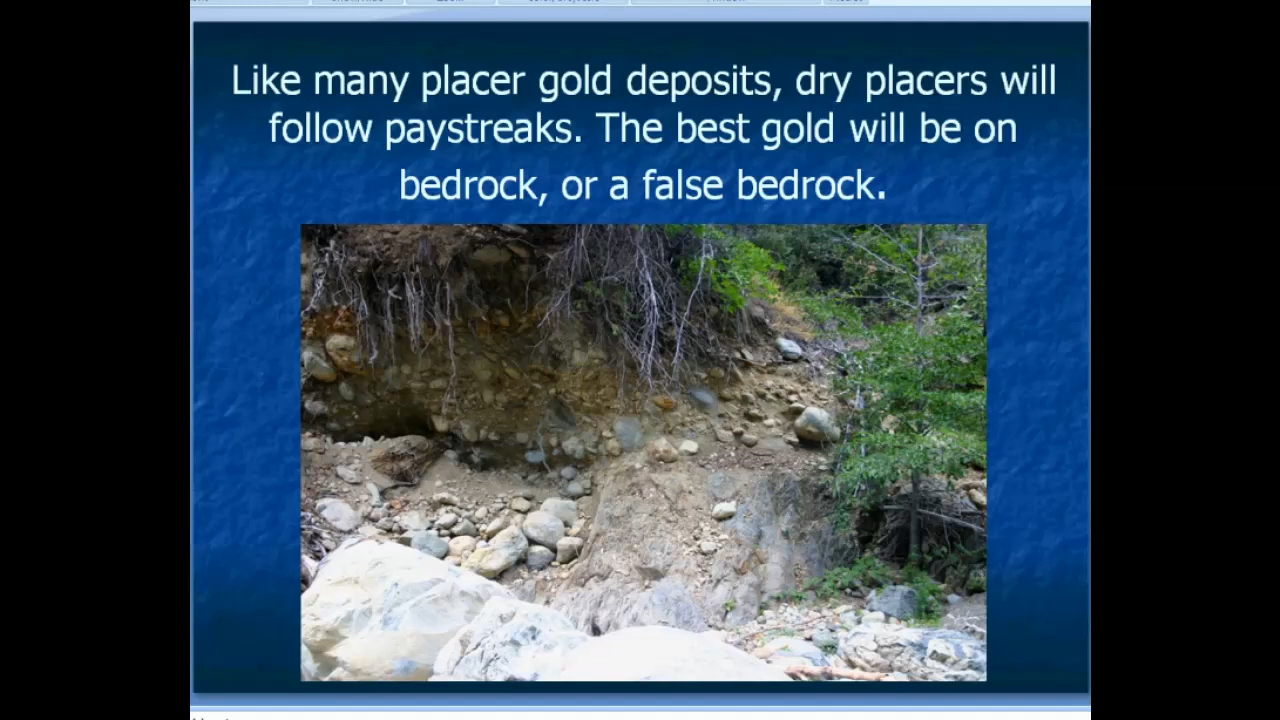 Like many placer gold deposits, dry placers will
follow paystreaks. The best gold will be on
bedrock, or a false bedrock.